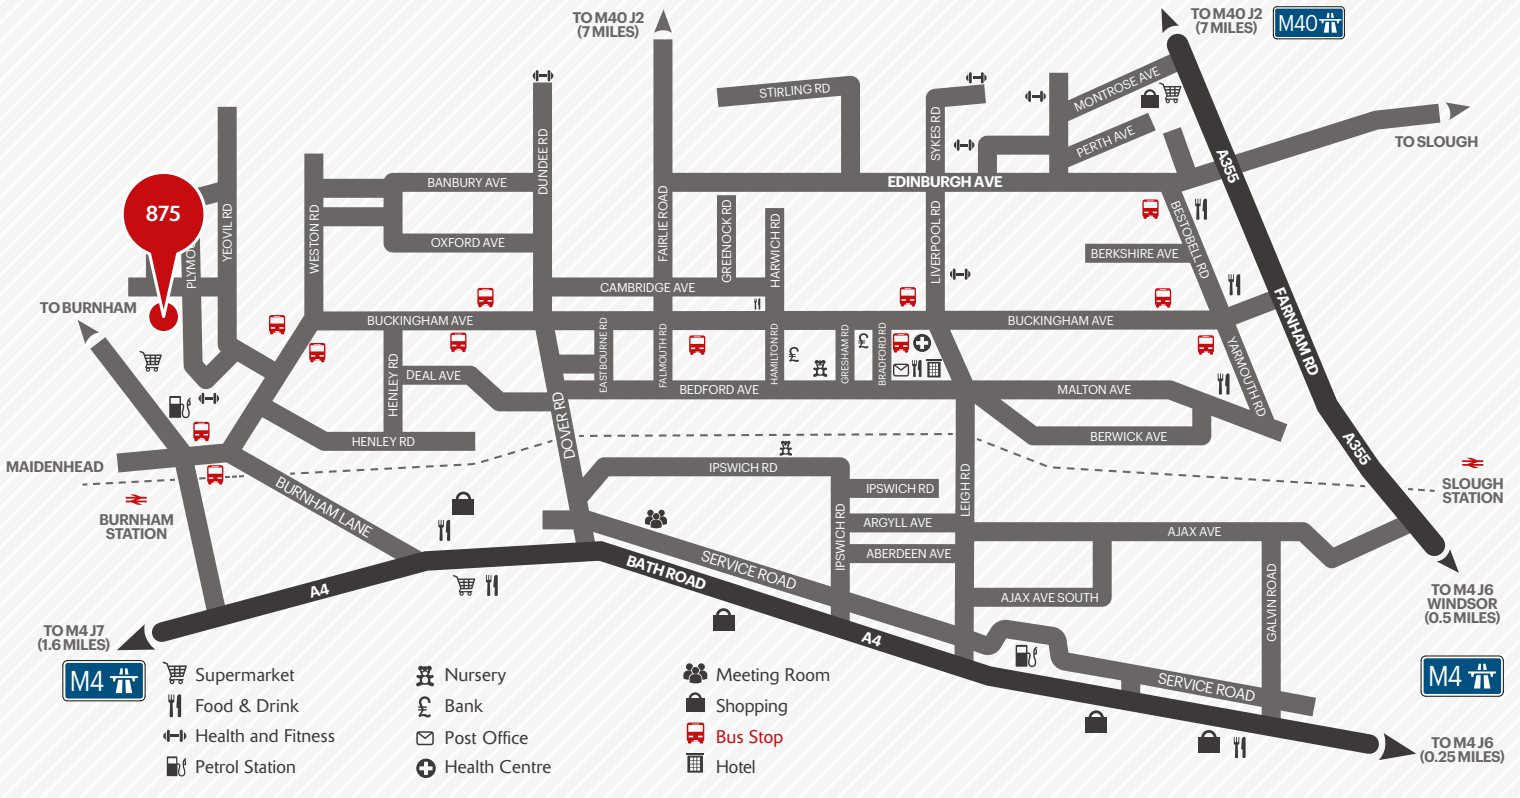 TO M40 J2
(7 MILES)
TO M40 J2
(7 MILES)
M40
STIRLING RD
MONTROSE AVE
PERTH AVE
SYKES RD
TO SLOUGH
A355
DUNDEE RD
BANBURY AVE
EDINBURGH AVE
875
YEOVIL RD
WESTON RD
OXFORD AVE
FAIRLIE ROAD
GREENOCK RD
HARWICH RD
LIVERPOOL RD
BESTOBELL RD
BERKSHIRE AVE
CAMBRIDGE AVE
TO BURNHAM
BUCKINGHAM AVE
BUCKINGHAM AVE
FARNHAM RD
EASTBOURNE RD
FALMOUTH RD
HAMILTON RD
GRESHAM RD
BRADFORD RD
YARMOUTH RD
HENLEY RD
DEAL AVE
BEDFORD AVE
MALTON AVE
HENLEY RD
DOVER RD
BERWICK AVE
A355
MAIDENHEAD
IPSWICH RD
IPSWICH RD
LEIGH RD
SLOUGH
STATION
BURNHAM
STATION
BURNHAM LANE
IPSWICH RD
ARGYLL AVE
AJAX AVE
ABERDEEN AVE
SERVICE ROAD
BATH ROAD
A4
AJAX AVE SOUTH
GALVIN ROAD
TO M4 J6
WINDSOR
(0.5 MILES)
TO M4 J7
(1.6 MILES)
M4
A4
SERVICE ROAD
M4
TO M4 J6
(0.25 MILES)
Supermarket
Food & Drink
Health and Fitness
Petrol Station
Nursery
£ Bank
Post Office
Health Centre
Meeting Room
Shopping
Bus Stop
Hotel